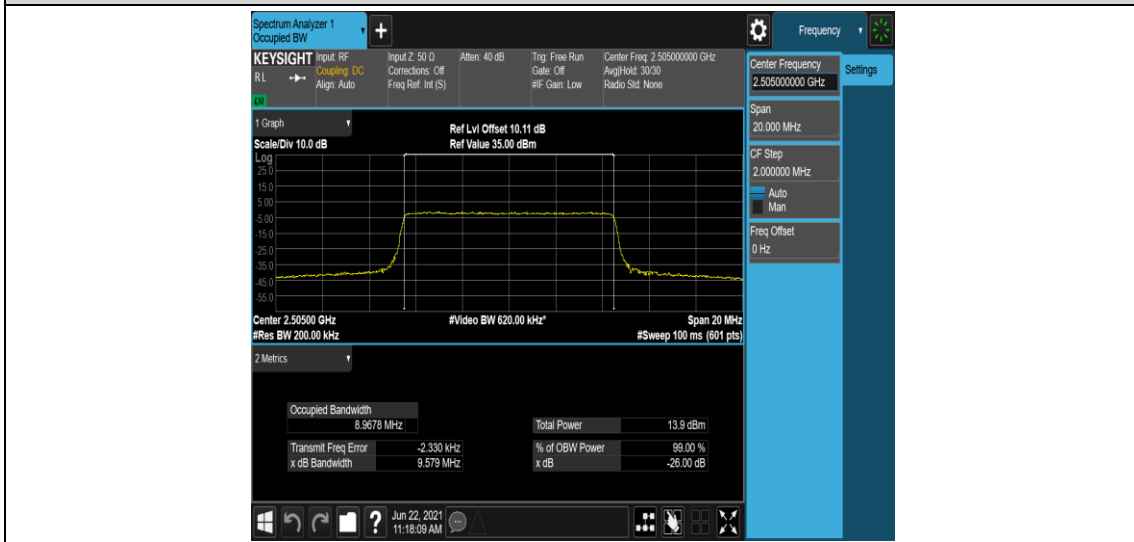 Spectrum Analyzer 1
Occupied BW
+
Frequency
KEYSIGHT
RL
LXI
Input: RF
Coupling: DC
Align: Auto
Input Z: 50 Ω
Corrections: Off
Freq Ref: Int (S)
Atten: 40 dB
Trig: Free Run
Gate: Off
#IF Gain: Low
Center Freq: 2.505000000 GHz
Avg|Hold: 30/30
Radio Std: None
Center Frequency
2.505000000 GHz
Settings
Span
20.000 MHz
CF Step
2.000000 MHz
Auto
Man
Freq Offset
0 Hz
1 Graph
Scale/Div 10.0 dB
Ref Lvl Offset 10.11 dB
Ref Value 35.00 dBm
Log
25.0
15.0
5.00
-5.00
-15.0
-25.0
-35.0
-45.0
-55.0
Center 2.50500 GHz
#Video BW 620.00 kHz*
Span 20 MHz
#Res BW 200.00 kHz
#Sweep 100 ms (601 pts)
2 Metrics
Occupied Bandwidth
8.9678 MHz
Total Power 13.9 dBm
Transmit Freq Error -2.330 kHz
% of OBW Power 99.00 %
x dB Bandwidth 9.579 MHz
x dB -26.00 dB
?
Jun 22, 2021
11:18:09 AM